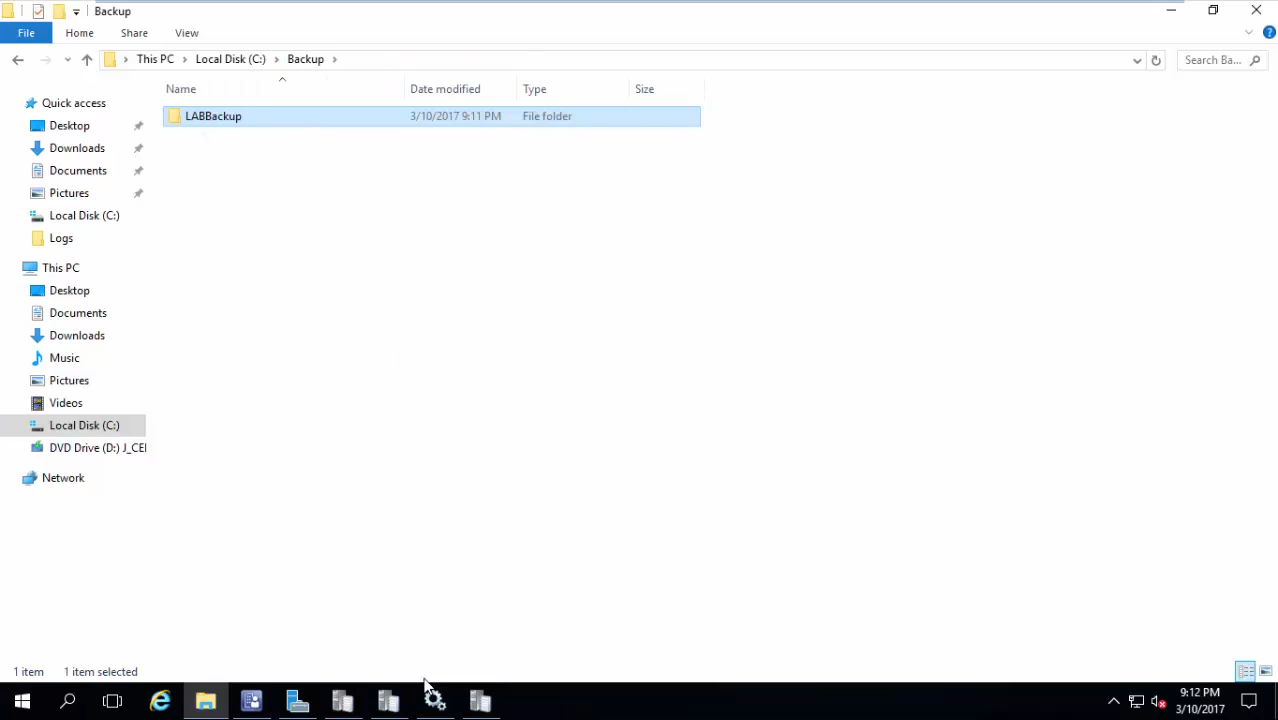 Backup
File Home Share View
This PC Local Disk (C:) Backup
Search Ba...
Name Date modified Type Size
LABBackup 3/10/2017 9:11 PM File folder
Quick access
Desktop
Downloads
Documents
Pictures
Local Disk (C:)
Logs
This PC
Desktop
Documents
Downloads
Music
Pictures
Videos
Local Disk (C:)
DVD Drive (D:) J_CEI
Network
1 item 1 item selected
9:12 PM
3/10/2017